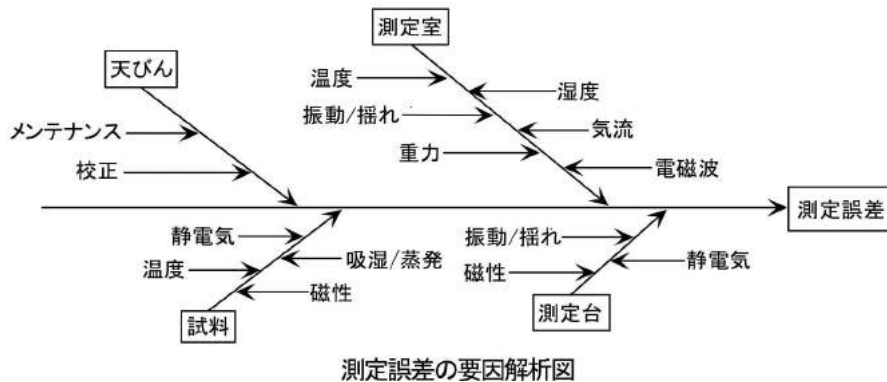 測定室
天びん
温度
湿度
振動/揺れ
気流
メンテナンス
重力
校正
電磁波
測定誤差
静電気
振動/揺れ
吸湿/蒸発
静電気
温度
磁性
磁性
試料
測定台
測定誤差の要因解析図